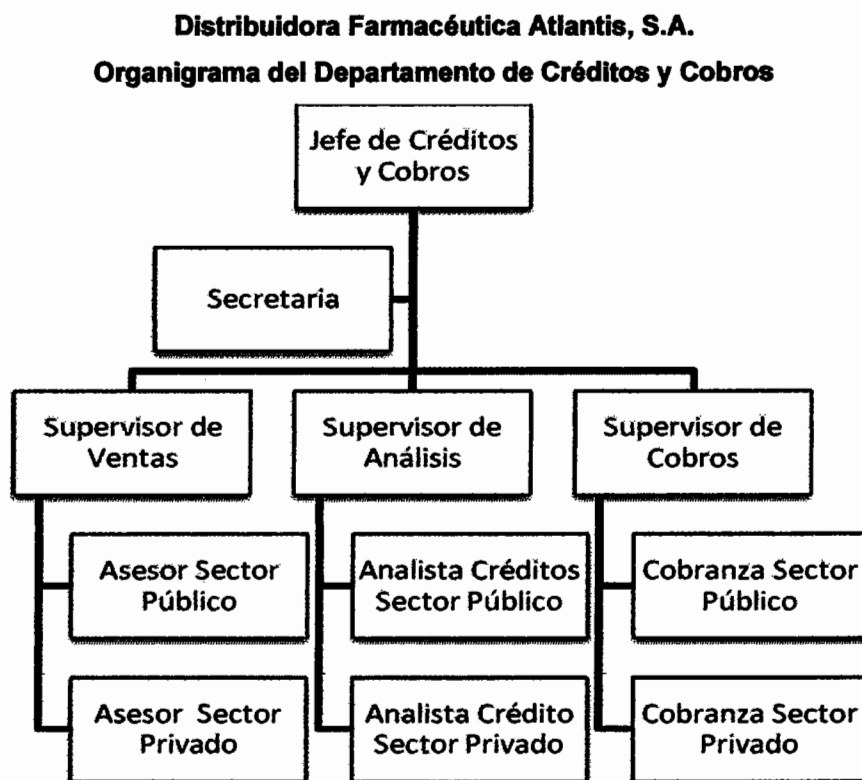 Distribuidora Farmacéutica Atlantis, S.A.
Organigrama del Departamento de Créditos y Cobros
Jefe de Créditos
y Cobros
Secretaria
Supervisor de
Ventas
Supervisor de
Análisis
Supervisor de
Cobros
Asesor Sector
Público
Analista Créditos
Sector Público
Cobranza Sector
Público
Asesor Sector
Privado
Analista Crédito
Sector Privado
Cobranza Sector
Privado